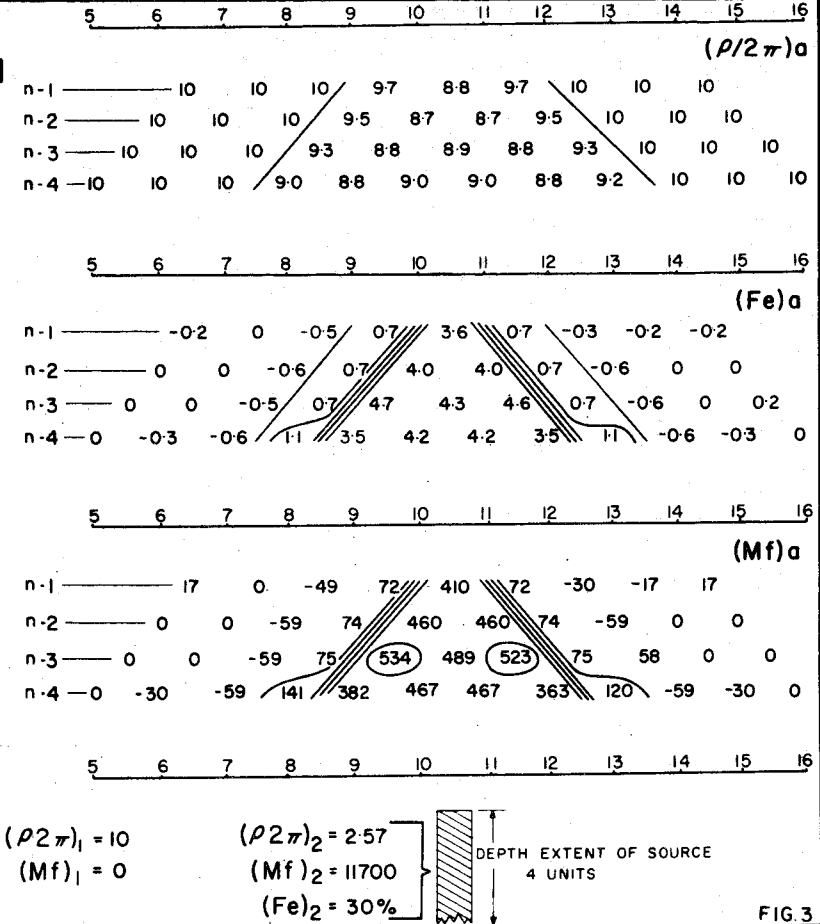 5 6 7 8 9 10 11 12 13 14 15 16
(ρ/2π)a
n-1 10 10 10 9.7 8.8 9.7 10 10 10
n-2 10 10 10 9.5 8.7 8.7 9.5 10 10 10
n-3 10 10 10 9.3 8.8 8.9 8.8 9.3 10 10 10
n-4 10 10 10 9.0 8.8 9.0 9.0 8.8 9.2 10 10 10
5 6 7 8 9 10 11 12 13 14 15 16
(Fe)a
n-1 -0.2 0 -0.5 0.7 3.6 0.7 -0.3 -0.2 -0.2
n-2 0 0 -0.6 0.7 4.0 4.0 0.7 -0.6 0 0
n-3 0 0 -0.5 0.7 4.7 4.3 4.6 0.7 -0.6 0 0.2
n-4 0 -0.3 -0.6 1.1 3.5 4.2 4.2 3.5 1.1 -0.6 -0.3 0
5 6 7 8 9 10 11 12 13 14 15 16
(Mf)a
n-1 17 0. -49 72 410 72 -30 -17 17
n-2 0 0 -59 74 460 460 74 -59 0 0
n-3 0 0 -59 75 534 489 523 75 58 0 0
n-4 0 -30 -59 141 382 467 467 363 120 -59 -30 0
5 6 7 8 9 10 11 12 13 14 15 16
(ρ2π)₁ = 10 (ρ2π)₂ = 2.57
DEPTH EXTENT OF SOURCE
(Mf)₁ = 0 (Mf)₂ = 11700
4 UNITS
(Fe)₂ = 30%
FIG. 3